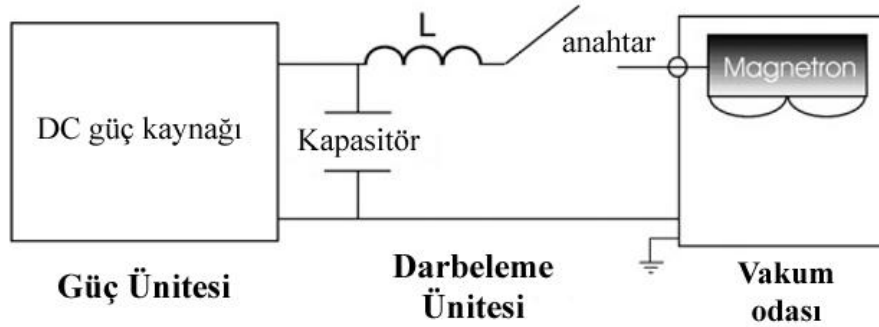 L
anahtar
Magnetron
DC güç kaynağı
Kapasitör
Güç Ünitesi
Darbeleme
Ünitesi
Vakum
odası